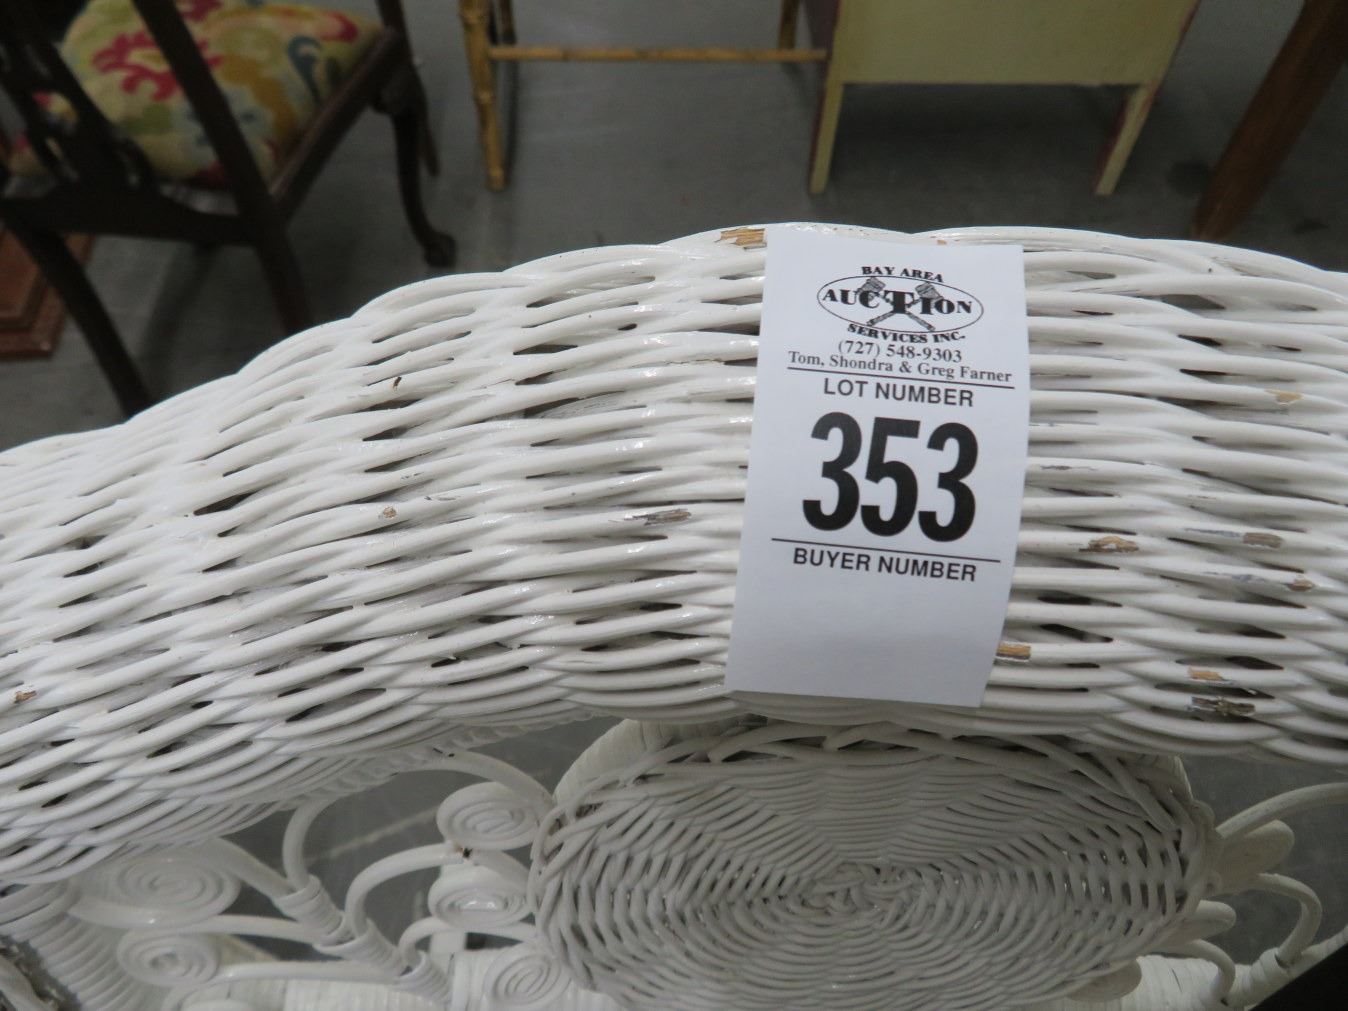 BAY AREA
AUCTION
SERVICES INC.
(727) 548-9303
Tom, Shondra & Greg Farner
LOT NUMBER
353
BUYER NUMBER